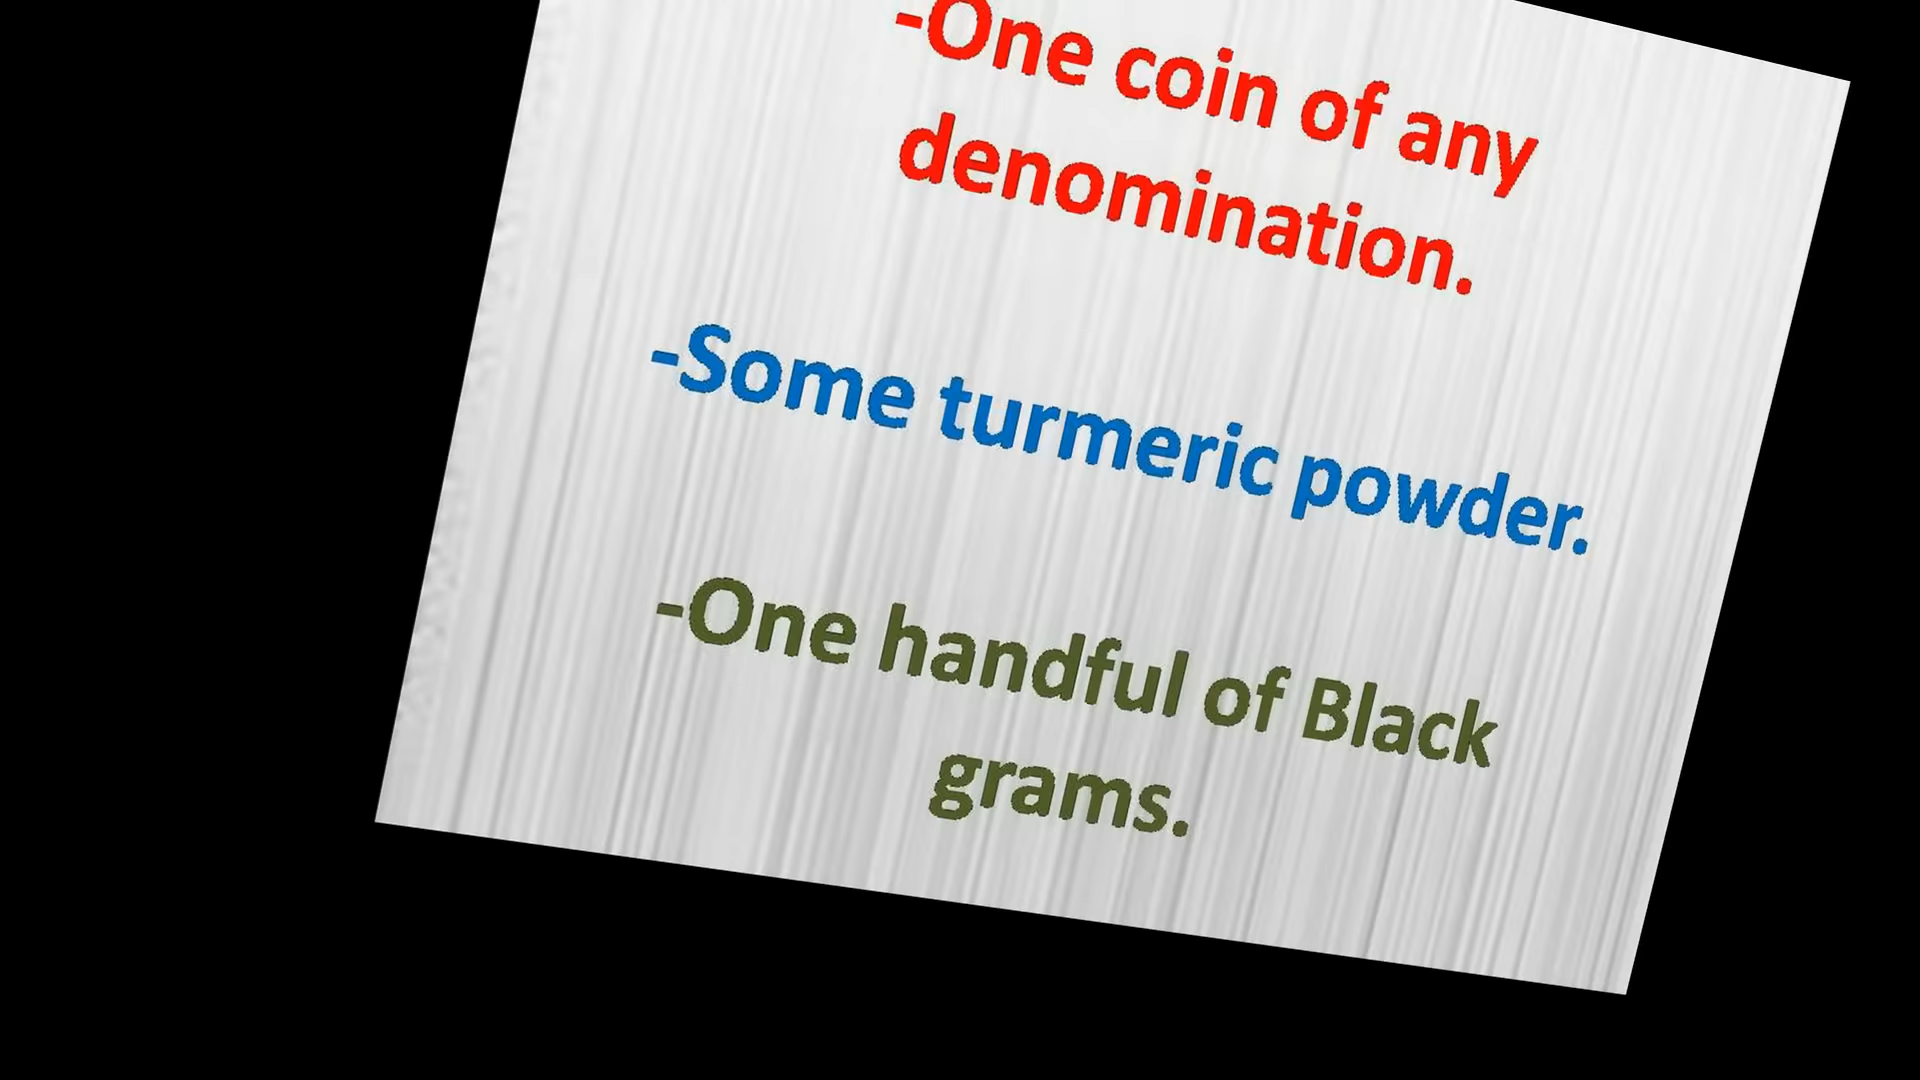 -One coin of any
denomination.
-Some turmeric powder.
-One handful of Black
grams.